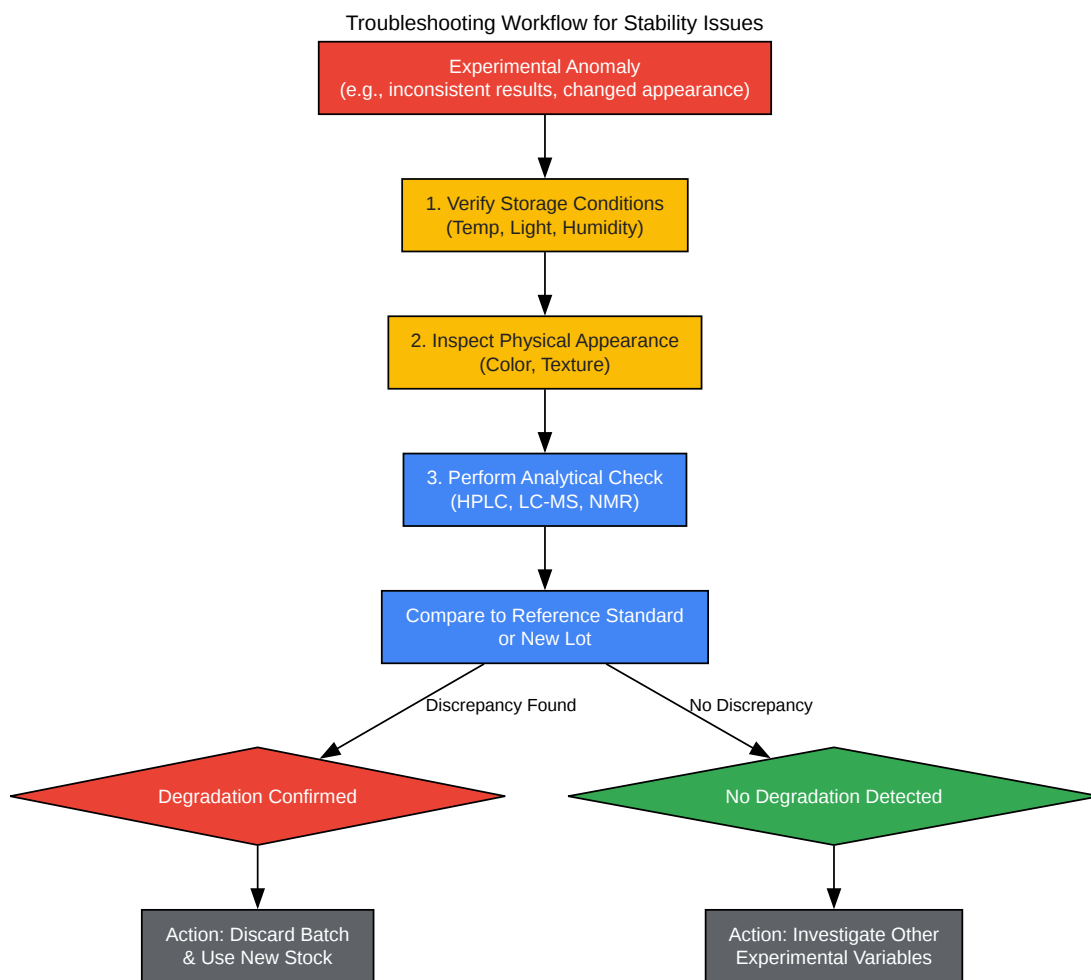 Troubleshooting Workflow for Stability Issues
Experimental Anomaly
(e.g., inconsistent results, changed appearance)
1. Verify Storage Conditions
(Temp, Light, Humidity)
2. Inspect Physical Appearance
(Color, Texture)
3. Perform Analytical Check
(HPLC, LC-MS, NMR)
Compare to Reference Standard
or New Lot
Discrepancy Found
No Discrepancy
Degradation Confirmed
No Degradation Detected
Action: Discard Batch
& Use New Stock
Action: Investigate Other
Experimental Variables